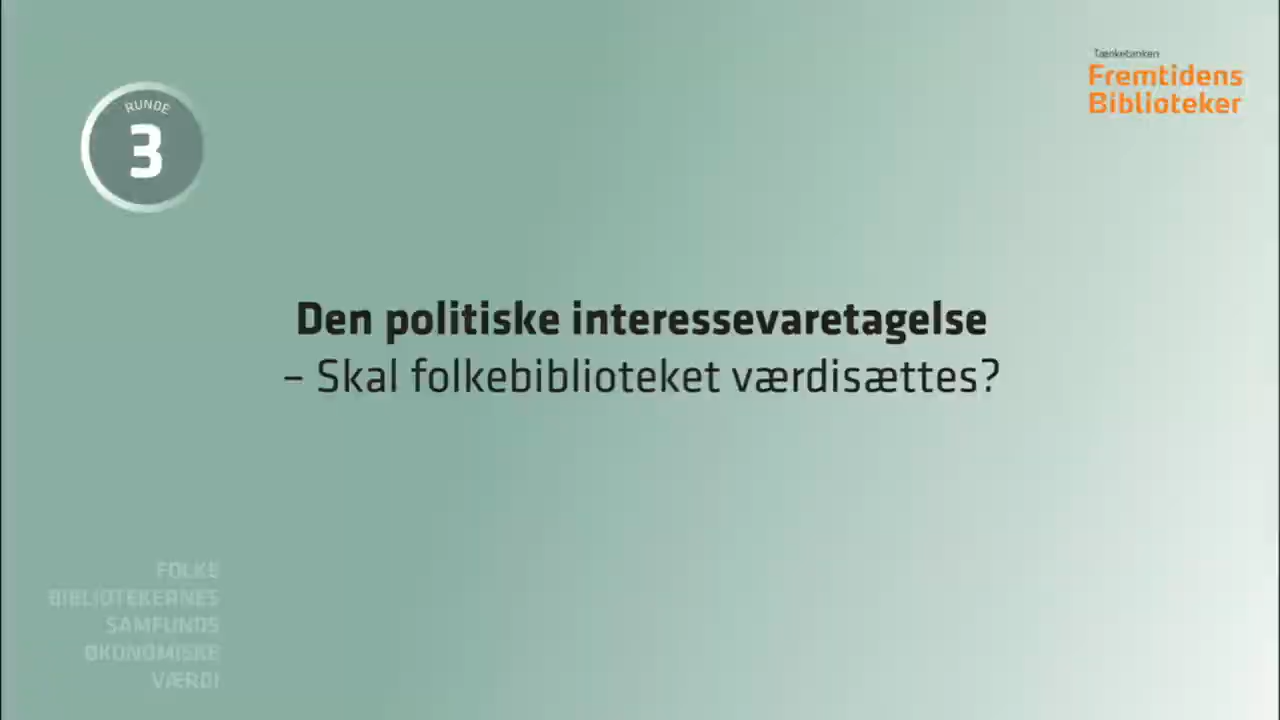 RUNDE
3
Tænketanken
Fremtidens
Biblioteker
Den politiske interessevaretagelse
– Skal folkebiblioteket værdisættes?
FOLKE
BIBLIOTEKERNES
SAMFUNDS
ØKONOMISKE
VÆRDI